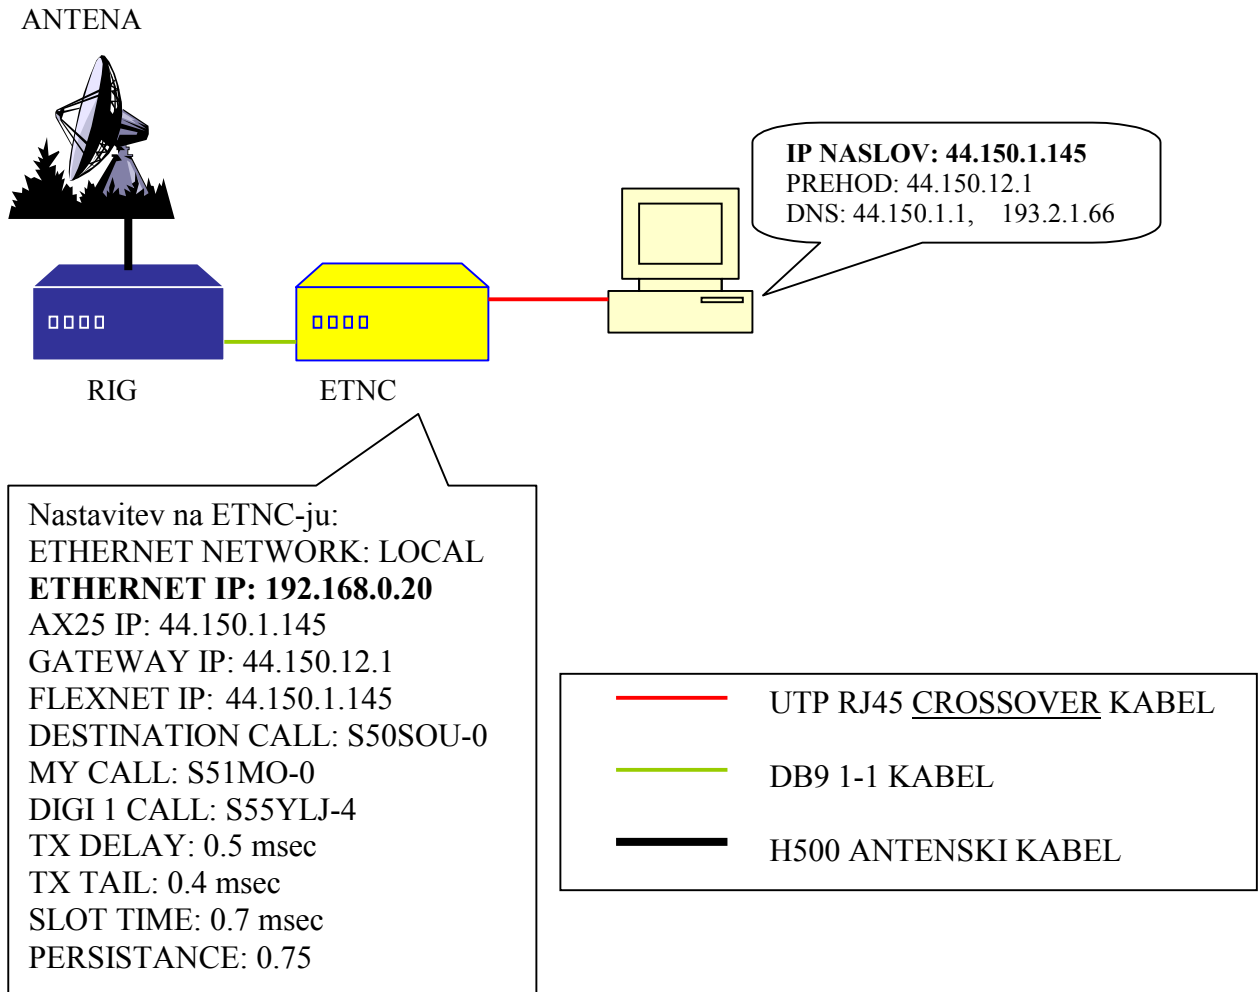 ANTENA
IP NASLOV: 44.150.1.145
PREHOD: 44.150.12.1
DNS: 44.150.1.1, 193.2.1.66
RIG
ETNC
Nastavitev na ETNC-ju:
ETHERNET NETWORK: LOCAL
ETHERNET IP: 192.168.0.20
AX25 IP: 44.150.1.145
GATEWAY IP: 44.150.12.1
FLEXNET IP: 44.150.1.145
DESTINATION CALL: S50SOU-0
MY CALL: S51MO-0
DIGI 1 CALL: S55YLJ-4
TX DELAY: 0.5 msec
TX TAIL: 0.4 msec
SLOT TIME: 0.7 msec
PERSISTANCE: 0.75
UTP RJ45 CROSSOVER KABEL
DB9 1-1 KABEL
H500 ANTENSKI KABEL